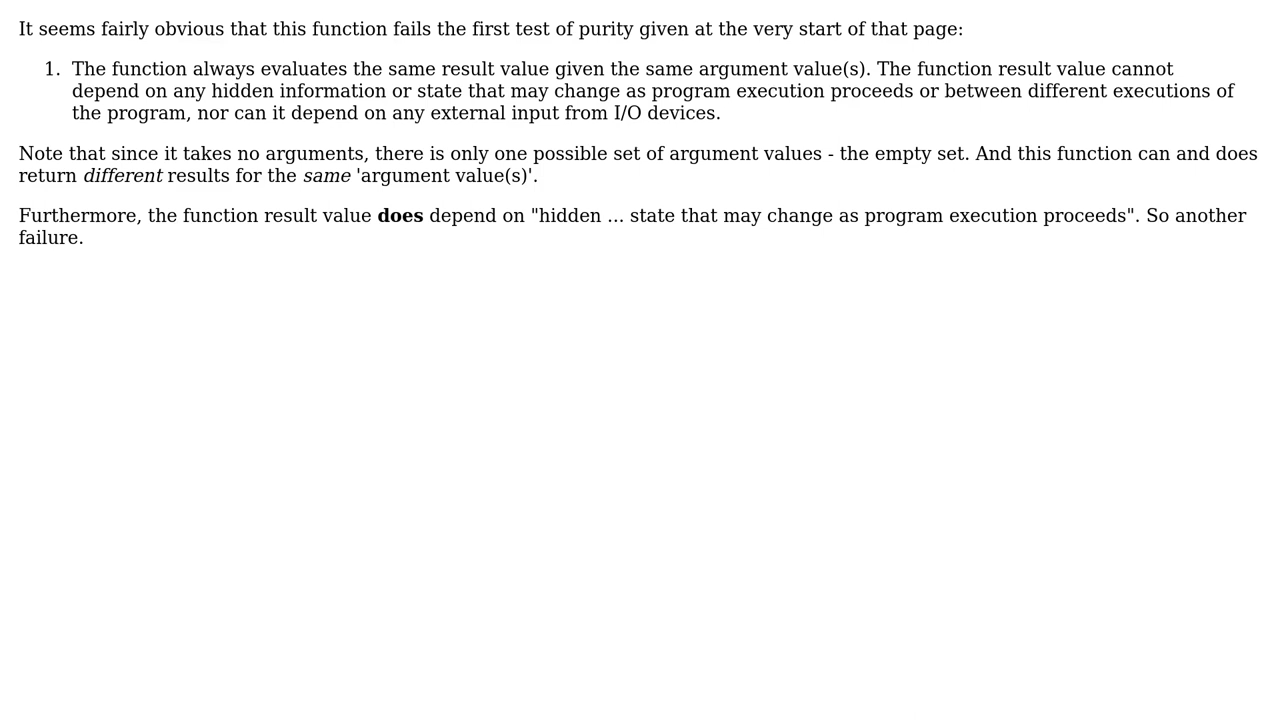 It seems fairly obvious that this function fails the first test of purity given at the very start of that page:
1. The function always evaluates the same result value given the same argument value(s). The function result value cannot
depend on any hidden information or state that may change as program execution proceeds or between different executions of
the program, nor can it depend on any external input from I/O devices.
Note that since it takes no arguments, there is only one possible set of argument values - the empty set. And this function can and does
return different results for the same 'argument value(s)'.
Furthermore, the function result value does depend on "hidden ... state that may change as program execution proceeds". So another
failure.